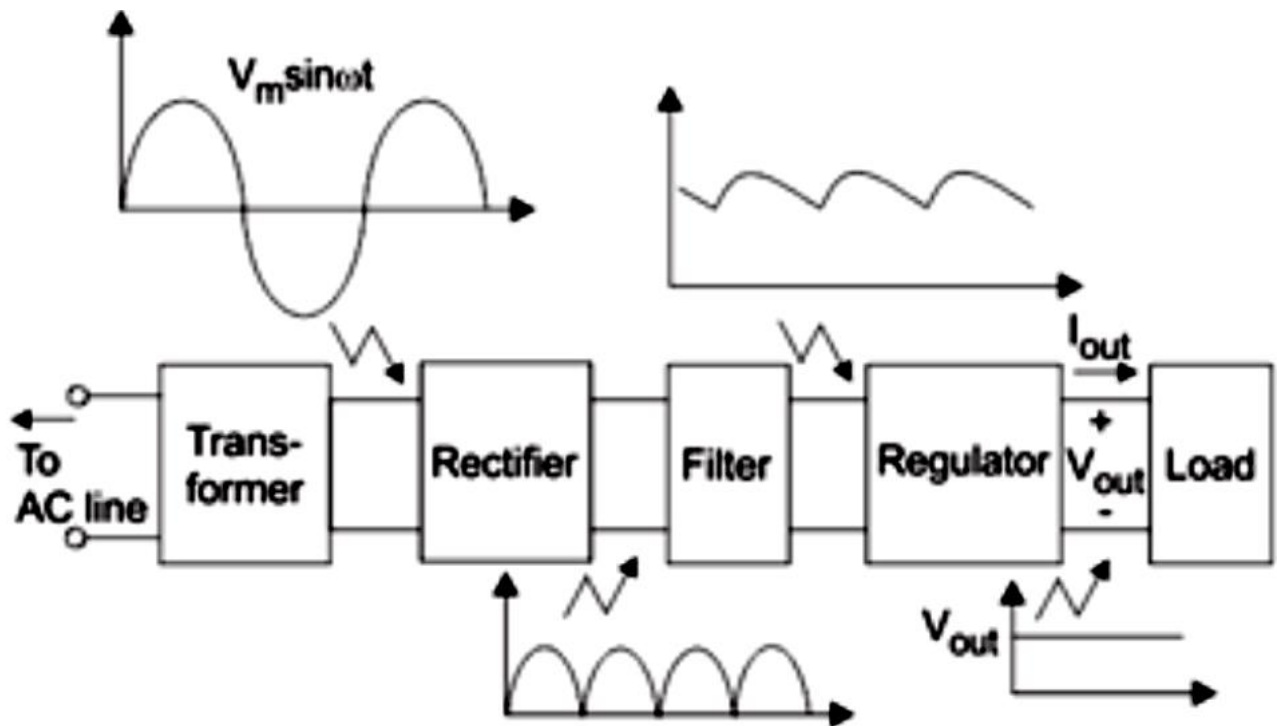 Vmsinωt
Iout
To
AC line
Trans-
former
Rectifier
Filter
Regulator
+
Vout
-
Load
Vout